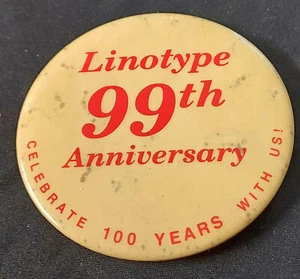 Linotype
99th
Anniversary
CELEBRATE 100 YEARS WITH US!